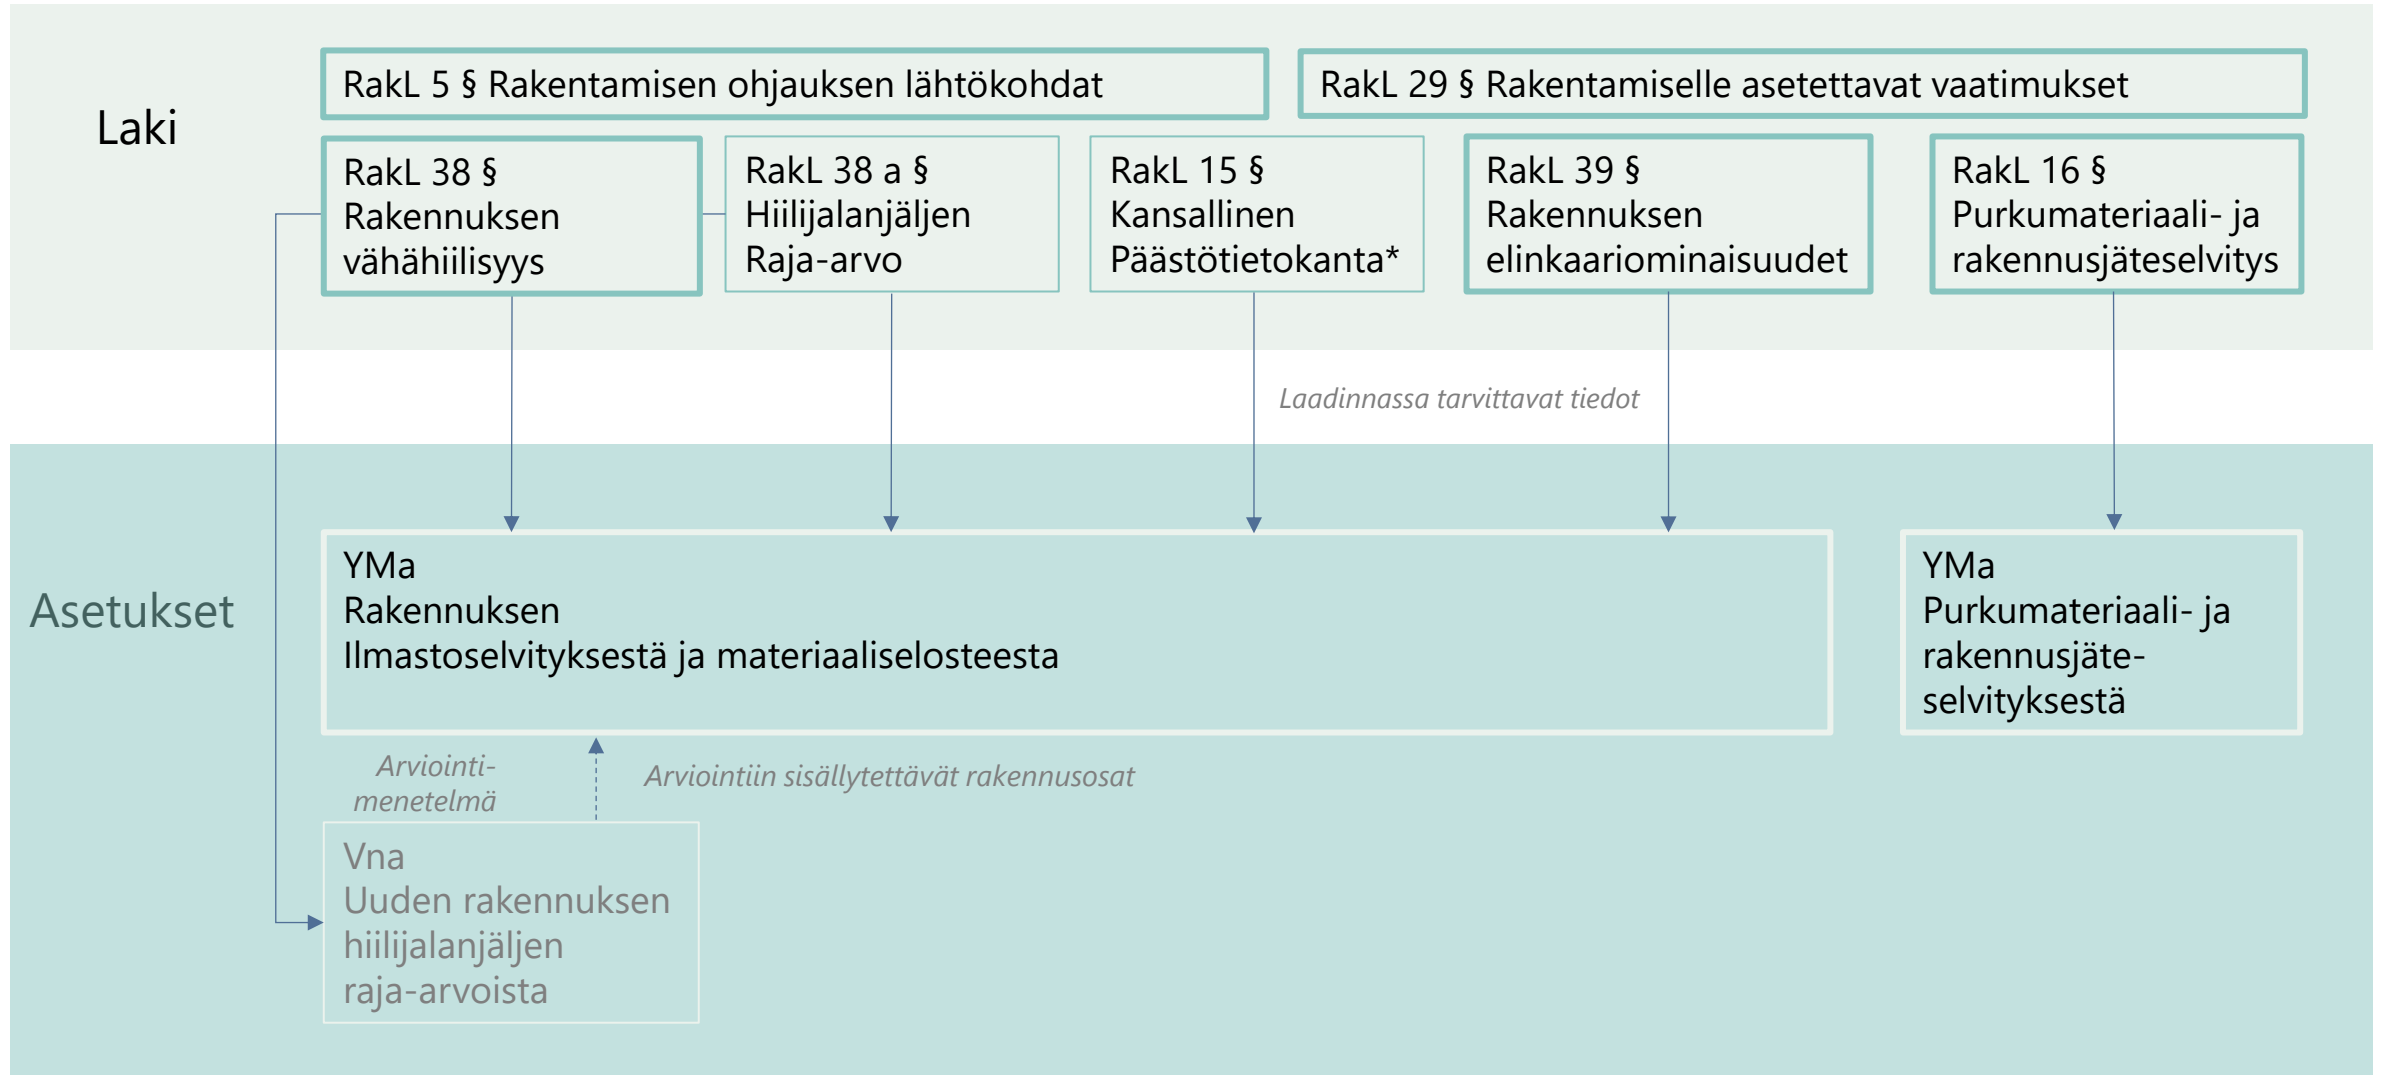 Laki
RakL 5 § Rakentamisen ohjauksen lähtökohdat
RakL 29 § Rakentamiselle asetettavat vaatimukset
RakL 38 §
Rakennuksen
vähähiilisyys
RakL 38 a §
Hiilijalanjäljen
Raja-arvo
RakL 15 §
Kansallinen
Päästötietokanta*
RakL 39 §
Rakennuksen
elinkaariominaisuudet
RakL 16 §
Purkumateriaali- ja
rakennusjäteselvitys
Laadinnassa tarvittavat tiedot
Asetukset
YMa
Rakennuksen
Ilmastoselvityksestä ja materiaaliselosteesta
YMa
Purkumateriaali- ja
rakennusjäte-
selvityksestä
Arviointi-
menetelmä
Arviointiin sisällytettävät rakennusosat
Vna
Uuden rakennuksen
hiilijalanjäljen
raja-arvoista